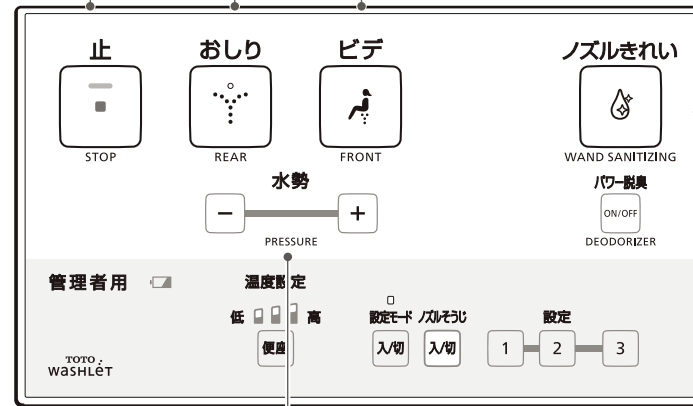 止 おしり ビデ ノズルきれい
STOP REAR FRONT WAND SANITIZING
水勢 パワー脱臭
- + ON/OFF
PRESSURE DEODORIZER
管理者用 温度設定
低 高 設定モード ノズルそうじ 設定
便座 入/切 入/切 1 2 3
TOTO
WASHLET